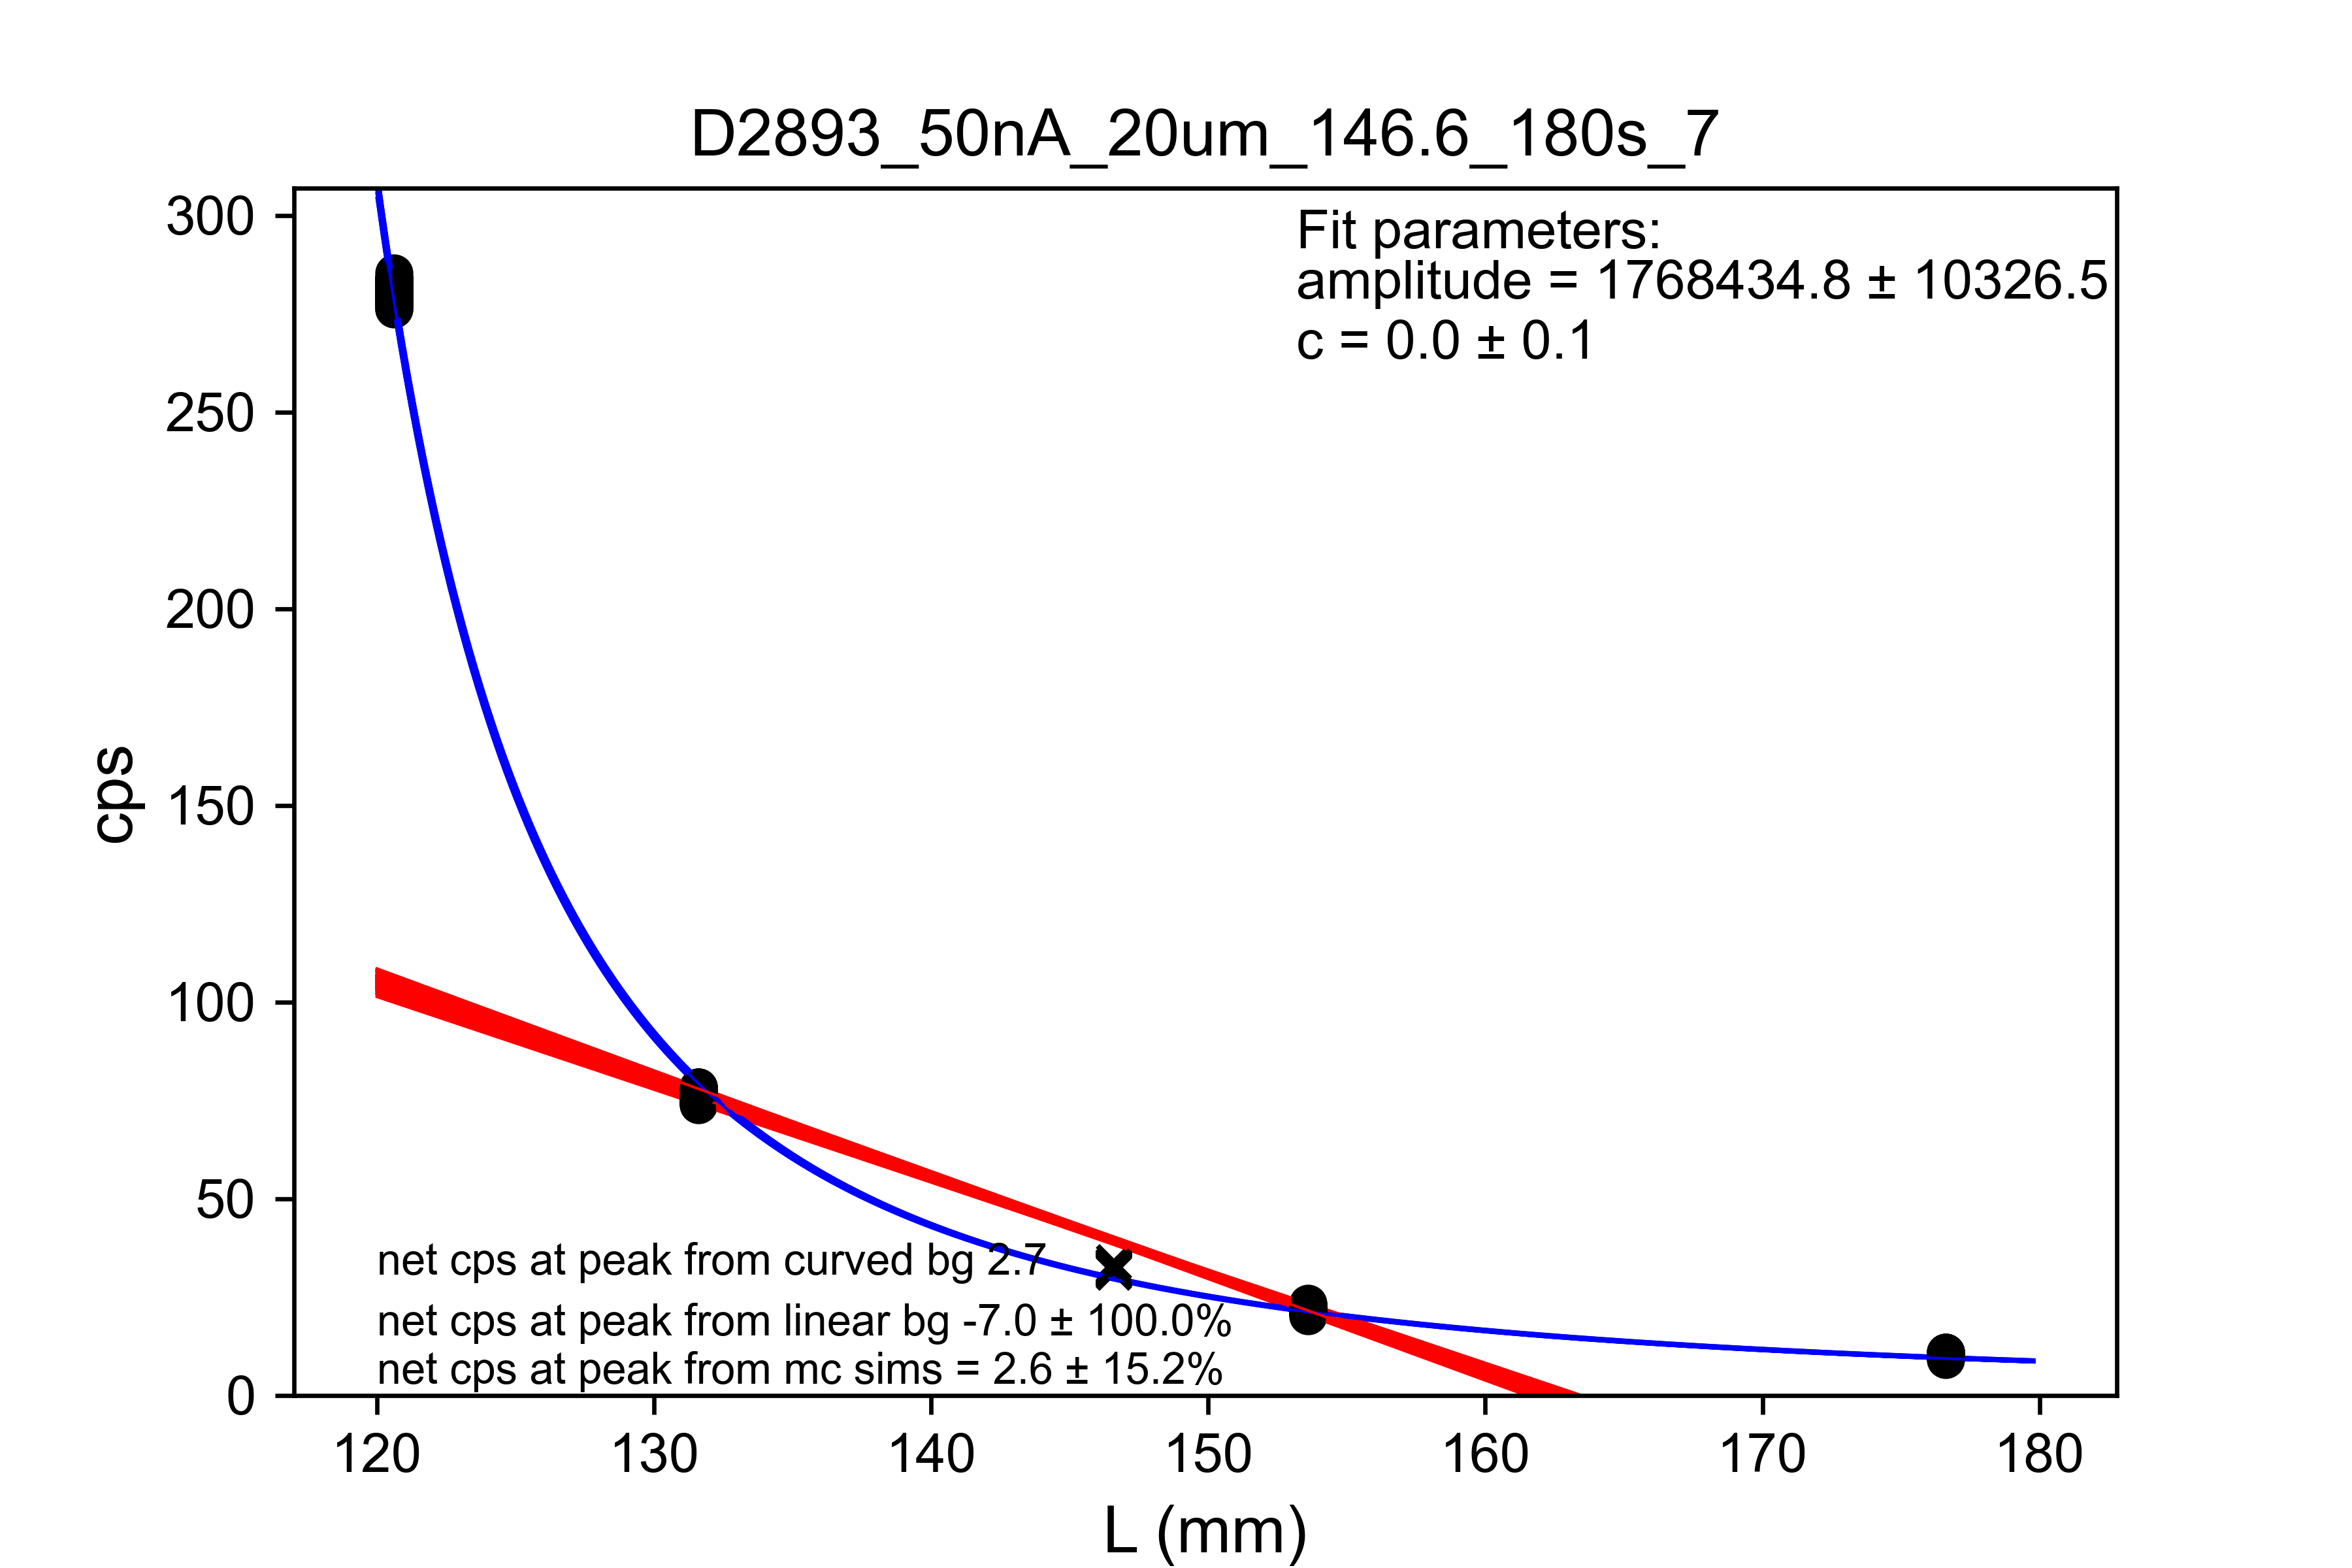 D2893_50nA_20um_146.6_180s_7
Fit parameters:
amplitude = 1768434.8 ± 10326.5
c = 0.0 ± 0.1
300
250
200
150
100
50
0
cps
net cps at peak from curved bg 2.7
net cps at peak from linear bg -7.0 ± 100.0%
net cps at peak from mc sims = 2.6 ± 15.2%
120 130 140 150 160 170 180
L (mm)